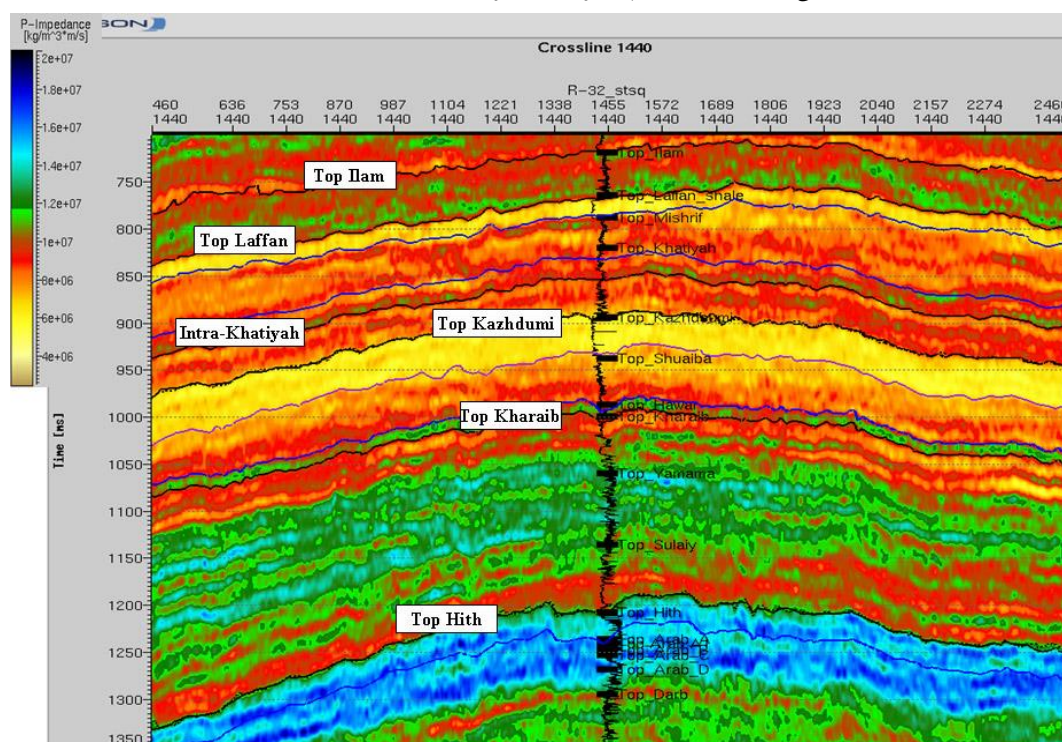 P-Impedance
[kg/m^3*m/s]
SON
2e+07
1.8e+07
1.6e+07
1.4e+07
1.2e+07
1e+07
8e+06
6e+06
4e+06
Crossline 1440
R-32_stsq
460 636 753 870 987 1104 1221 1338 1455 1572 1689 1806 1923 2040 2157 2274 2460
1440 1440 1440 1440 1440 1440 1440 1440 1440 1440 1440 1440 1440 1440 1440 1440 1440
Time [ms]
750
800
850
900
950
1000
1050
1100
1150
1200
1250
1300
1350
Top Ilam
Top Laffan
Intra-Khatiyah
Top Kazhdumi
Top Kharaib
Top Hith
Top_Ilam
Top_Laffan_shale
Top_Mishrif
Top_Khatiyah
Top_Kazhdumi
Top_Shuaiba
Top_Hawar
Top_Kharaib
Top_Yamama
Top_Sulaiy
Top_Hith
Top_Arab_A
Top_Arab_D
Top_Darb